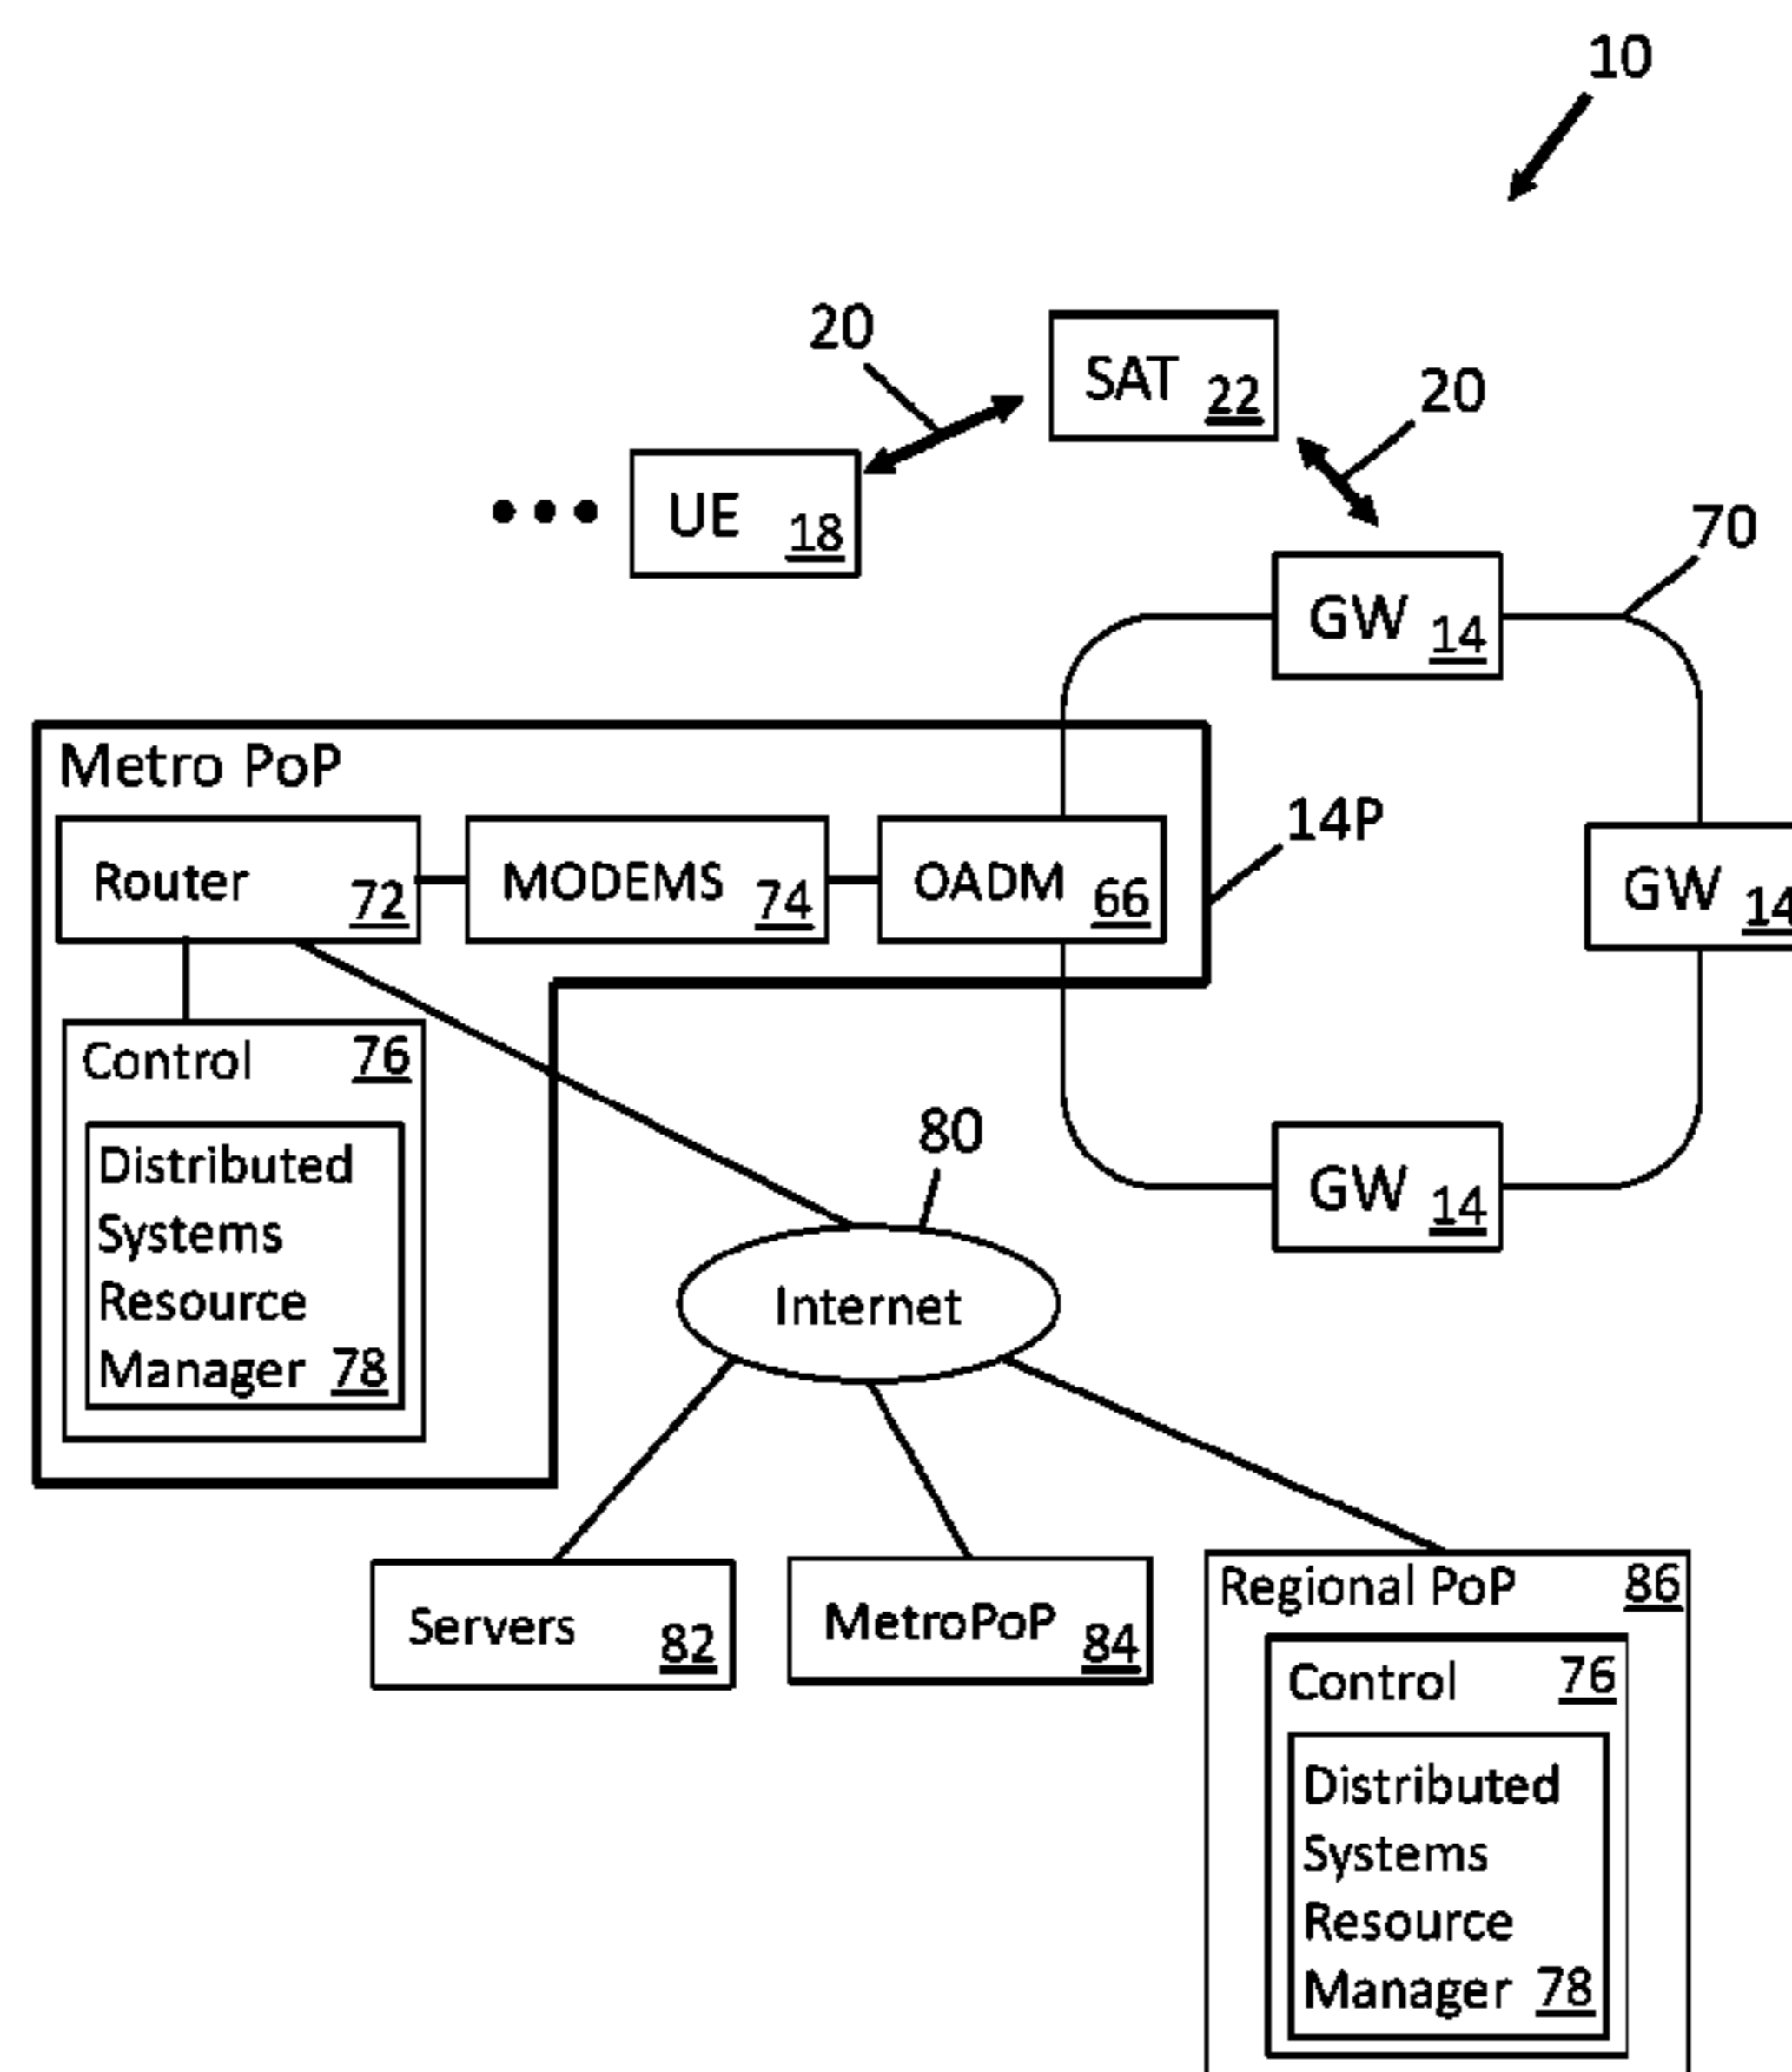 10
20
SAT 22
20
UE 18
70
GW 14
Metro PoP
14P
Router 72
MODEMS 74
OADM 66
GW 14
Control 76
Distributed
Systems
Resource
Manager 78
80
GW 14
Internet
Servers 82
MetroPoP 84
Regional PoP 86
Control 76
Distributed
Systems
Resource
Manager 78